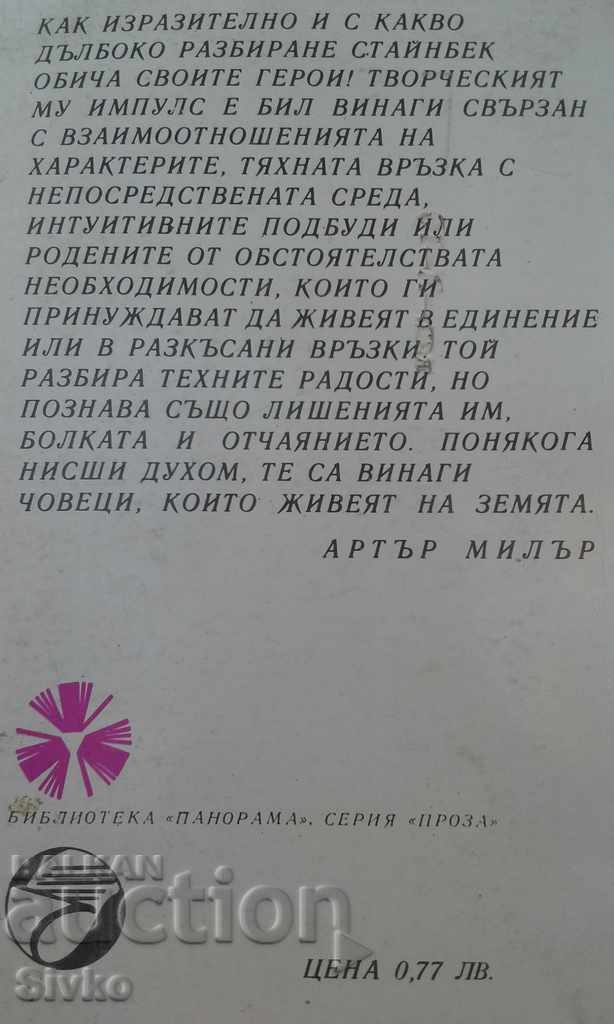 КАК ИЗРАЗИТЕЛНО И С КАКВО
ДЪЛБОКО РАЗБИРАНЕ СТАЙНБЕК
ОБИЧА СВОИТЕ ГЕРОИ! ТВОРЧЕСКИЯТ
МУ ИМПУЛС Е БИЛ ВИНАГИ СВЪРЗАН
С ВЗАИМООТНОШЕНИЯТА НА
ХАРАКТЕРИТЕ, ТЯХНАТА ВРЪЗКА С
НЕПОСРЕДСТВЕНАТА СРЕДА,
ИНТУИТИВНИТЕ ПОДБУДИ ИЛИ
РОДЕНИТЕ ОТ ОБСТОЯТЕЛСТВАТА
НЕОБХОДИМОСТИ, КОИТО ГИ
ПРИНУЖДАВАТ ДА ЖИВЕЯТ В ЕДИНЕНИЕ
ИЛИ В РАЗКЪСАНИ ВРЪЗКИ. ТОЙ
РАЗБИРА ТЕХНИТЕ РАДОСТИ, НО
ПОЗНАВА СЪЩО ЛИШЕНИЯТА ИМ,
БОЛКАТА И ОТЧАЯНИЕТО. ПОНЯКОГА
НИСШИ ДУХОМ, ТЕ СА ВИНАГИ
ЧОВЕЦИ, КОИТО ЖИВЕЯТ НА ЗЕМЯТА.
АРТЪР МИЛЪР
БИБЛИОТЕКА «ПАНОРАМА». СЕРИЯ «ПРОЗА»
BALKAN
auction
Sivko
ЦЕНА 0,77 ЛВ.